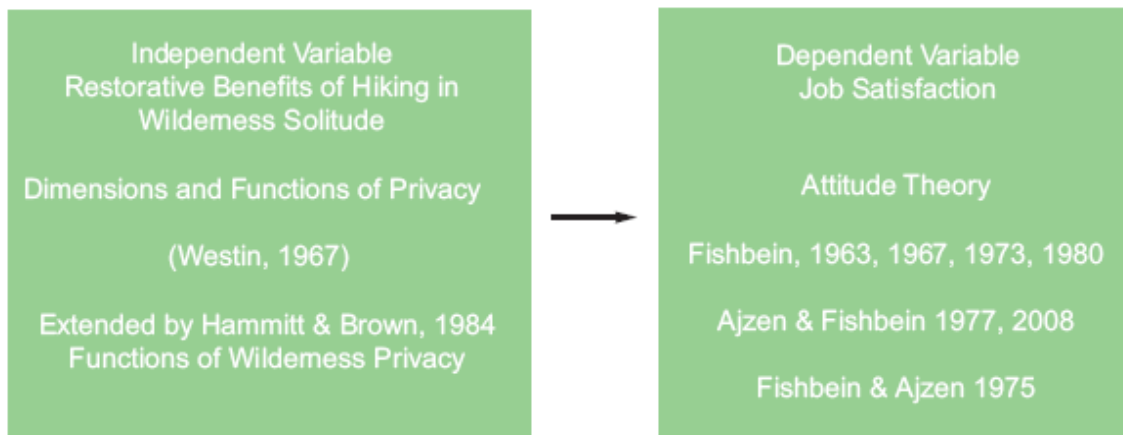 Independent Variable
Restorative Benefits of Hiking in
Wilderness Solitude
Dimensions and Functions of Privacy
(Westin, 1967)
Extended by Hammitt & Brown, 1984
Functions of Wilderness Privacy
Dependent Variable
Job Satisfaction
Attitude Theory
Fishbein, 1963, 1967, 1973, 1980
Ajzen & Fishbein 1977, 2008
Fishbein & Ajzen 1975